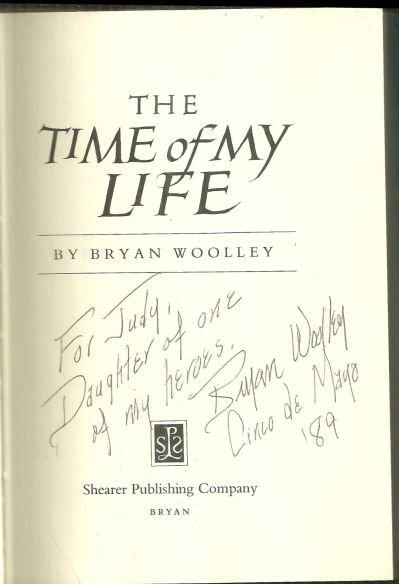 THE
TIME of MY
LIFE
BY BRYAN WOOLLEY
For Judy,
Daughter of one
of my heroes.
Bryan Woolley
Cinco de Mayo
'89
SPS
Shearer Publishing Company
BRYAN